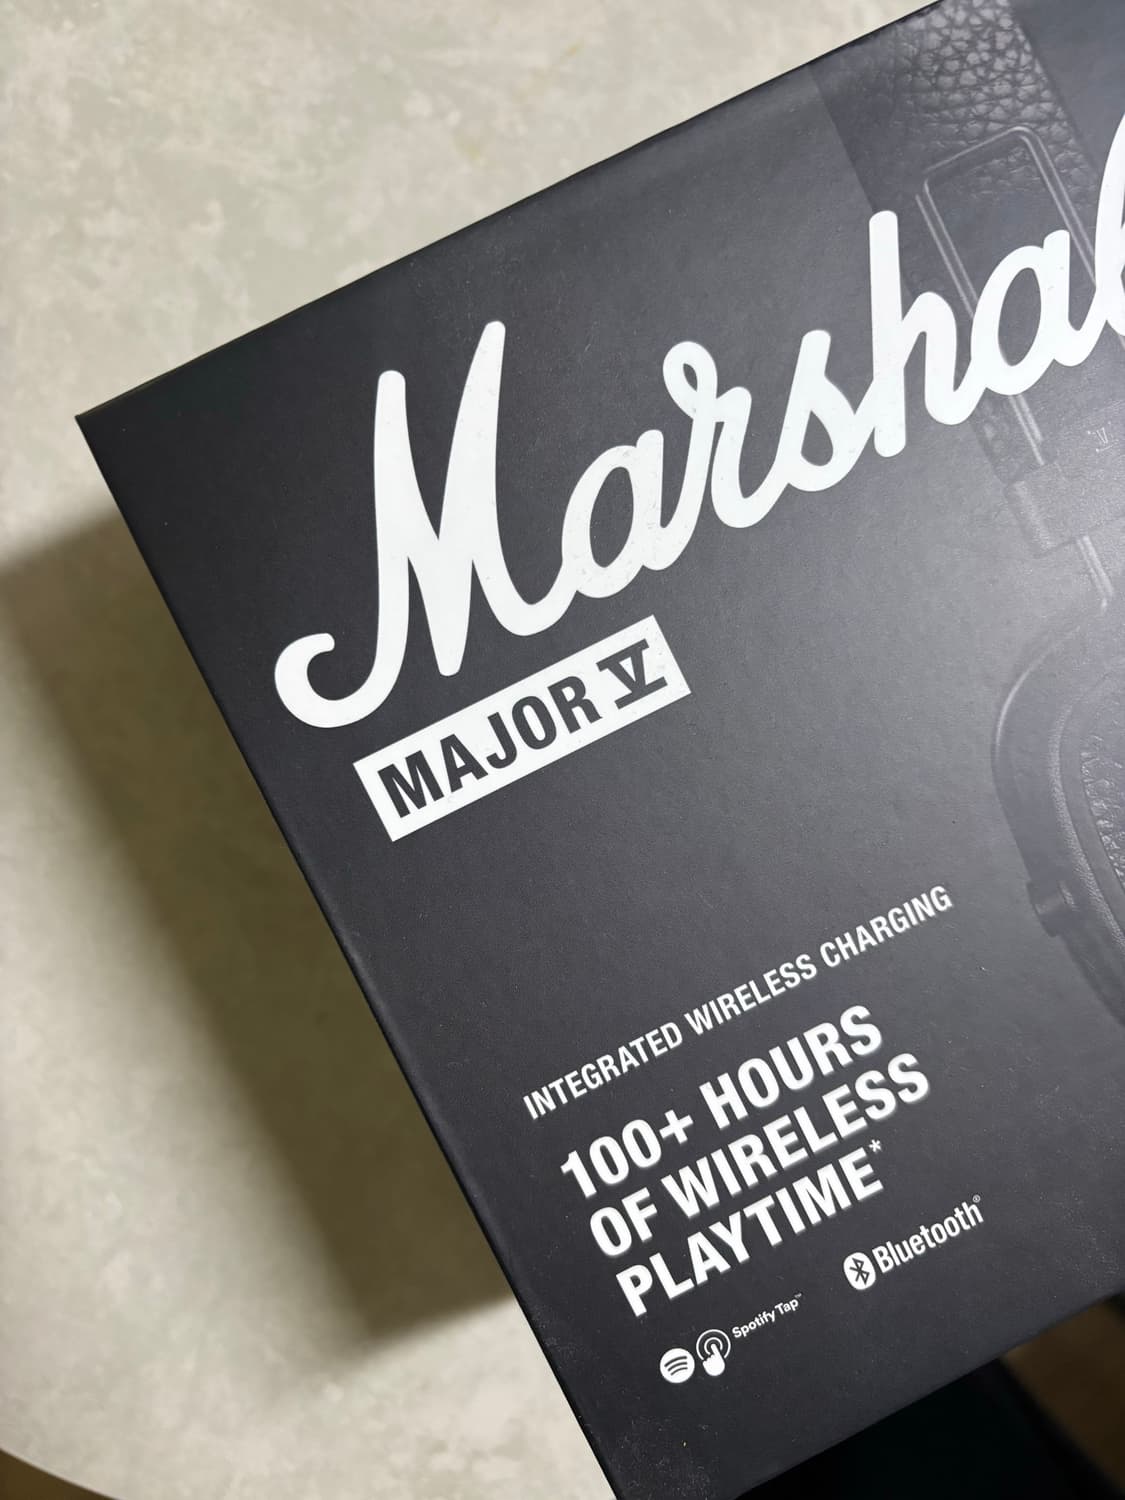 Marshal
MAJOR V
INTEGRATED WIRELESS CHARGING
100+ HOURS
OF WIRELESS
PLAYTIME*
Bluetooth®
Spotify Tap™